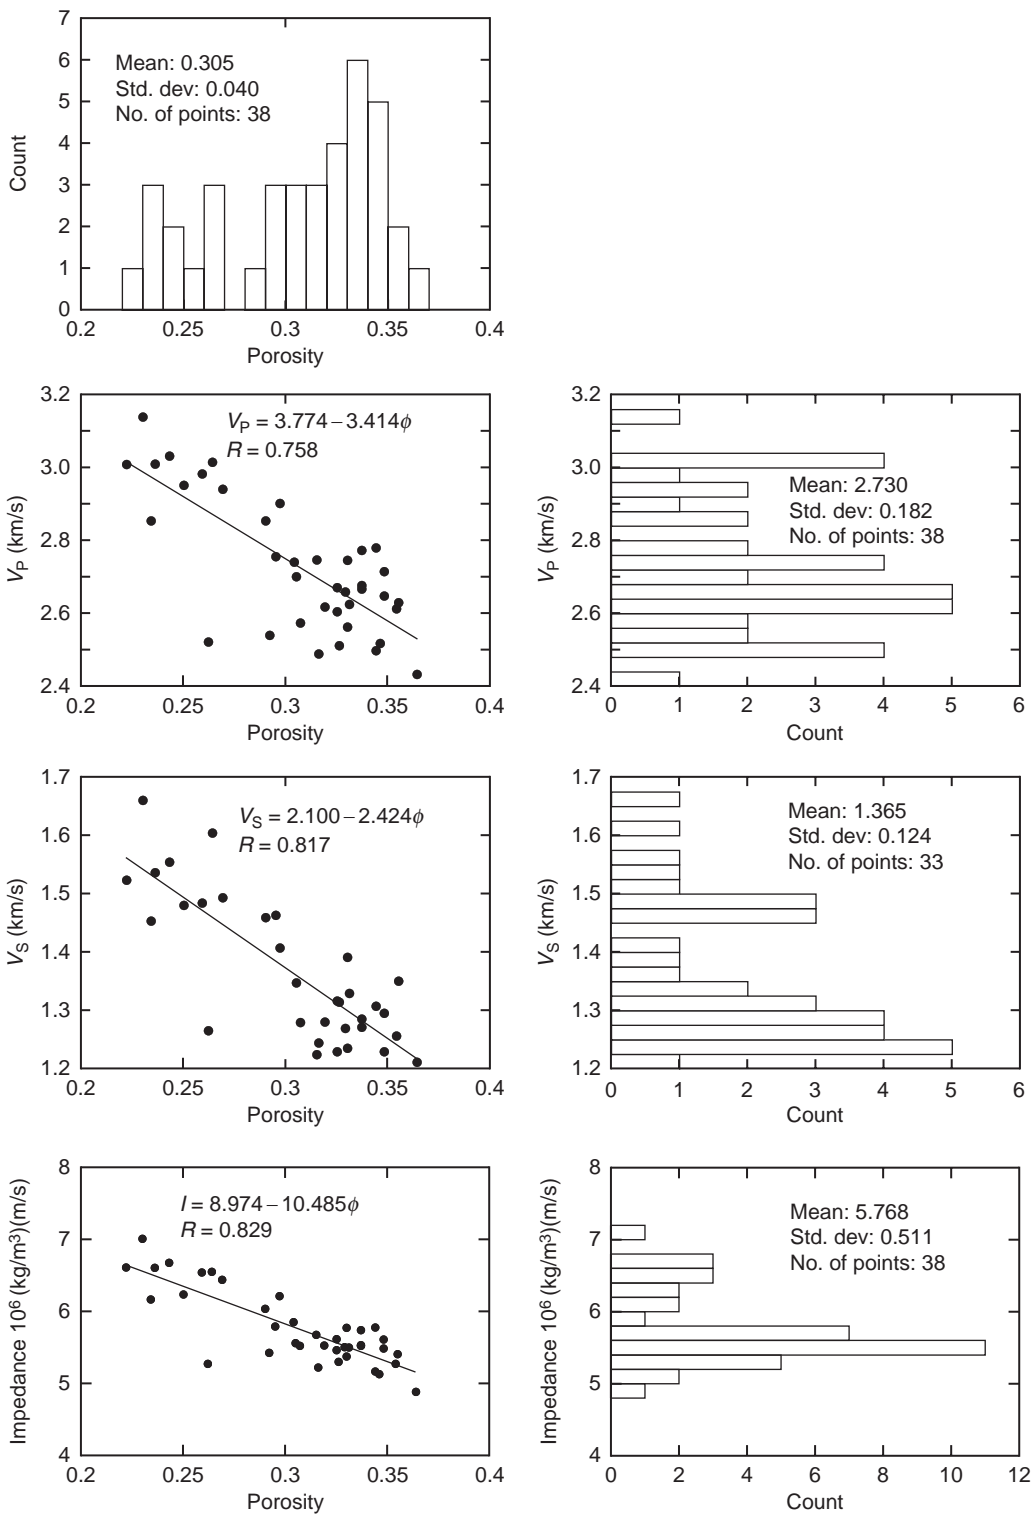 7
6
5
4
3
2
1
0
Count
Mean: 0.305
Std. dev: 0.040
No. of points: 38
0.2 0.25 0.3 0.35 0.4
Porosity
3.2
3.0
2.8
2.6
2.4
V_P (km/s)
V_P = 3.774 – 3.414ϕ
R = 0.758
0.2 0.25 0.3 0.35 0.4
Porosity
3.2
3.0
2.8
2.6
2.4
V_P (km/s)
Mean: 2.730
Std. dev: 0.182
No. of points: 38
0 1 2 3 4 5 6
Count
1.7
1.6
1.5
1.4
1.3
1.2
V_S (km/s)
V_S = 2.100 – 2.424ϕ
R = 0.817
0.2 0.25 0.3 0.35 0.4
Porosity
1.7
1.6
1.5
1.4
1.3
1.2
V_S (km/s)
Mean: 1.365
Std. dev: 0.124
No. of points: 33
0 1 2 3 4 5 6
Count
8
7
6
5
4
Impedance 10⁶ (kg/m³)(m/s)
I = 8.974 – 10.485ϕ
R = 0.829
0.2 0.25 0.3 0.35 0.4
Porosity
8
7
6
5
4
Impedance 10⁶ (kg/m³)(m/s)
Mean: 5.768
Std. dev: 0.511
No. of points: 38
0 2 4 6 8 10 12
Count